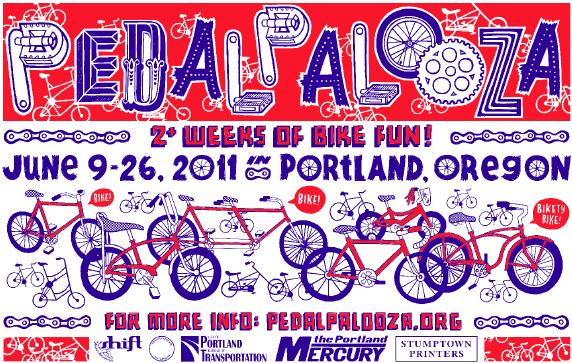 PEDALPALOOZA
2+ WEEKS OF BIKE FUN!
JUNE 9-26, 2011 IN PORTLAND, OREGON
BIKE!
BIKE!
BIKETY
BIKE!
FOR MORE INFO: PEDALPALOOZA.ORG
shift
PORTLAND
TRANSPORTATION
the Portland
MERCURY
STUMPTOWN
PRINTERS